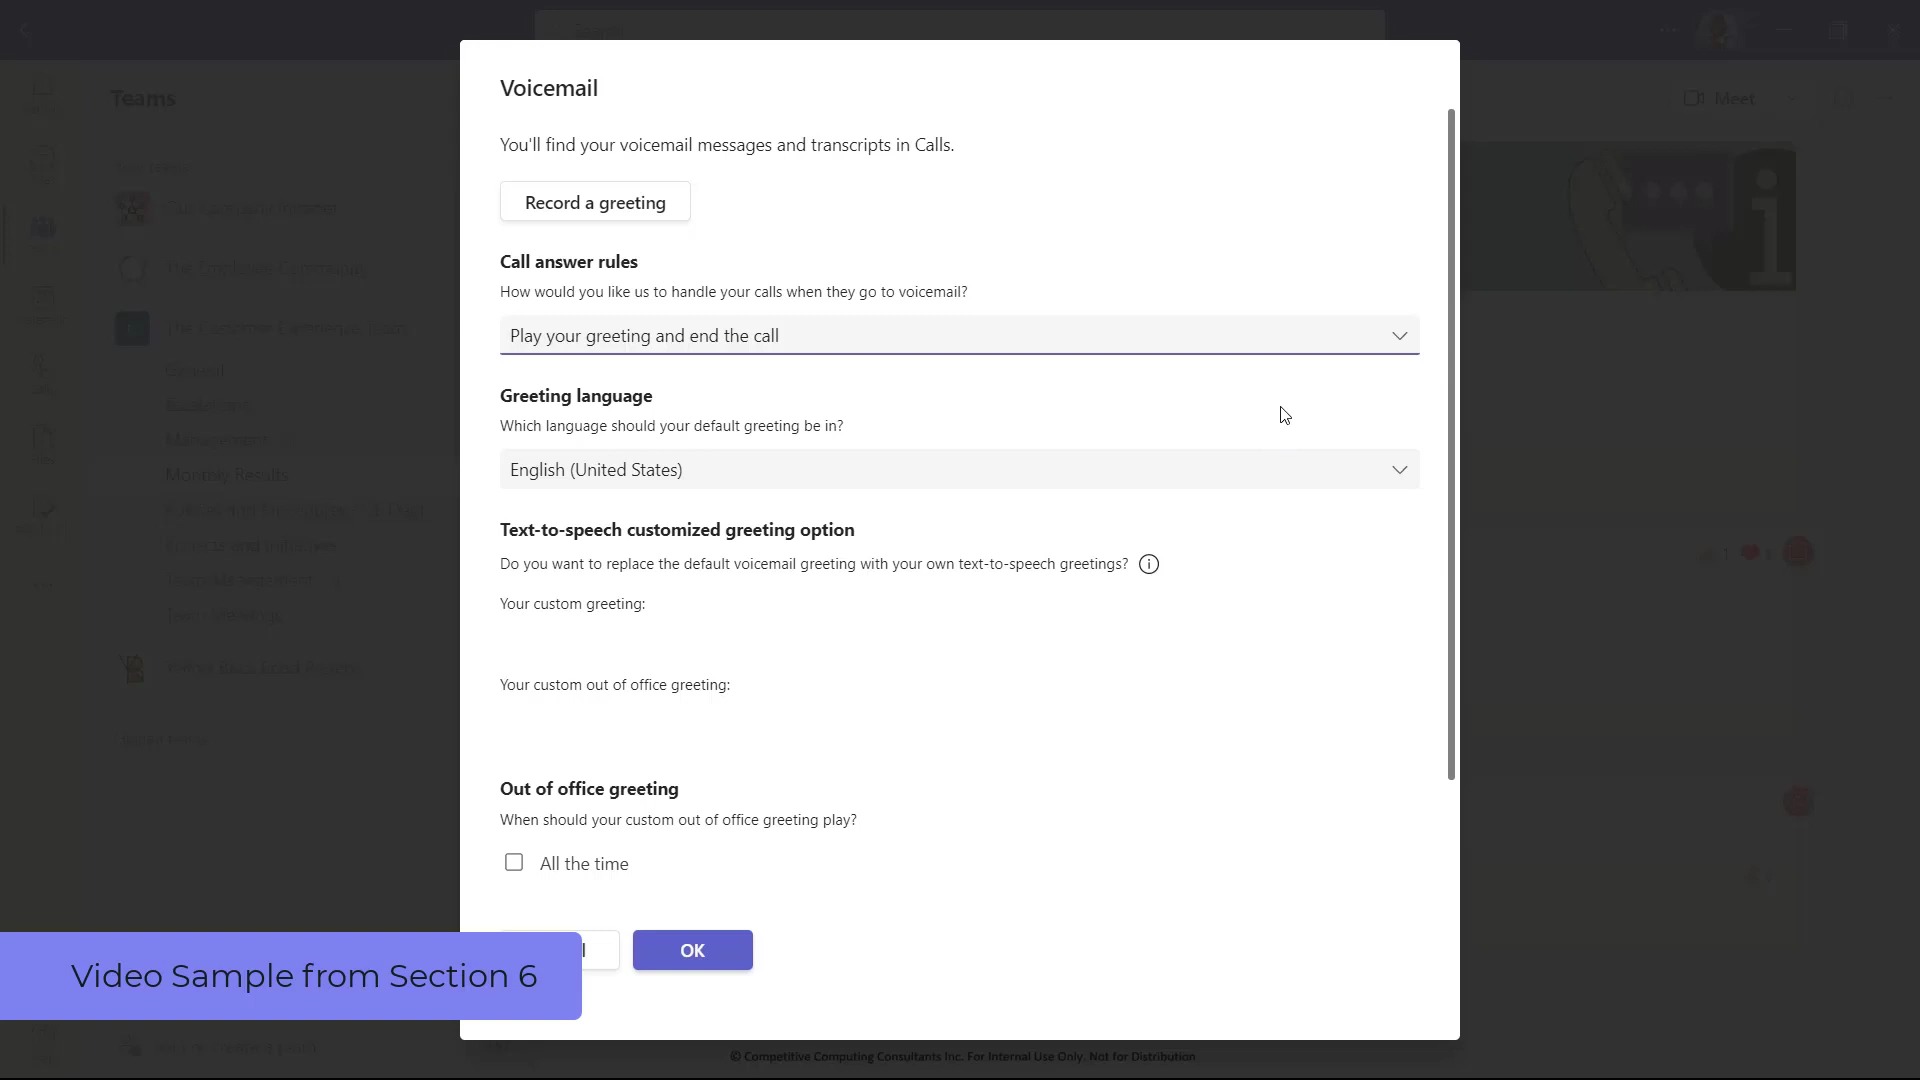 Teams
Meet
Voicemail
You'll find your voicemail messages and transcripts in Calls.
Record a greeting
Call answer rules
How would you like us to handle your calls when they go to voicemail?
Play your greeting and end the call
Greeting language
Which language should your default greeting be in?
English (United States)
Text-to-speech customized greeting option
Do you want to replace the default voicemail greeting with your own text-to-speech greetings?
Your custom greeting:
Your custom out of office greeting:
Out of office greeting
When should your custom out of office greeting play?
All the time
OK
General
Management
Monthly Results
Video Sample from Section 6
© Competitive Computing Consultants Inc. For Internal Use Only. Not for Distribution